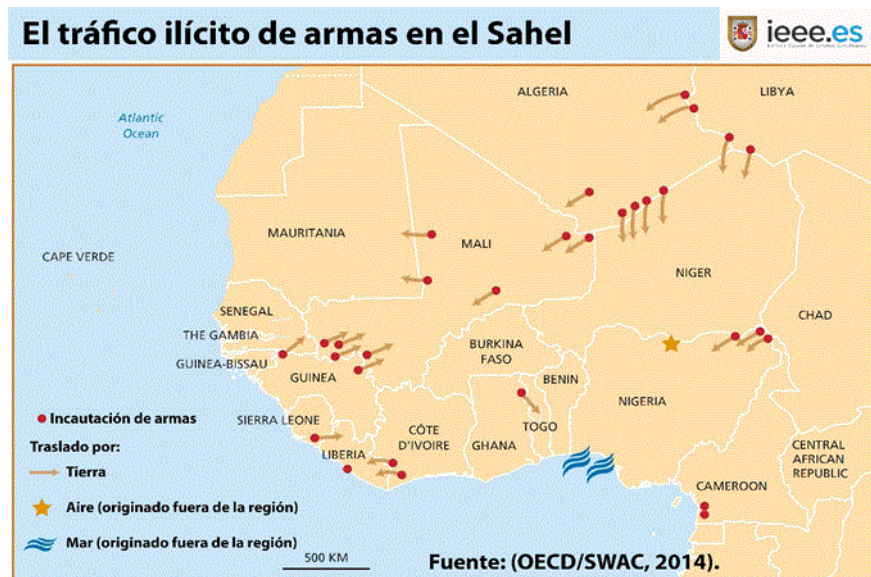 El tráfico ilícito de armas en el Sahel
ieee.es
ALGERIA
LIBYA
Atlantic
Ocean
MAURITANIA
MALI
CAPE VERDE
NIGER
CHAD
SENEGAL
THE GAMBIA
GUINEA-BISSAU
BURKINA
FASO
GUINEA
BENIN
NIGERIA
SIERRA LEONE
CÔTE
D'IVOIRE
GHANA
TOGO
LIBERIA
CENTRAL
AFRICAN
REPUBLIC
CAMEROON
Incautación de armas
Traslado por:
Tierra
Aire (originado fuera de la región)
Mar (originado fuera de la región)
500 KM
Fuente: (OECD/SWAC, 2014).